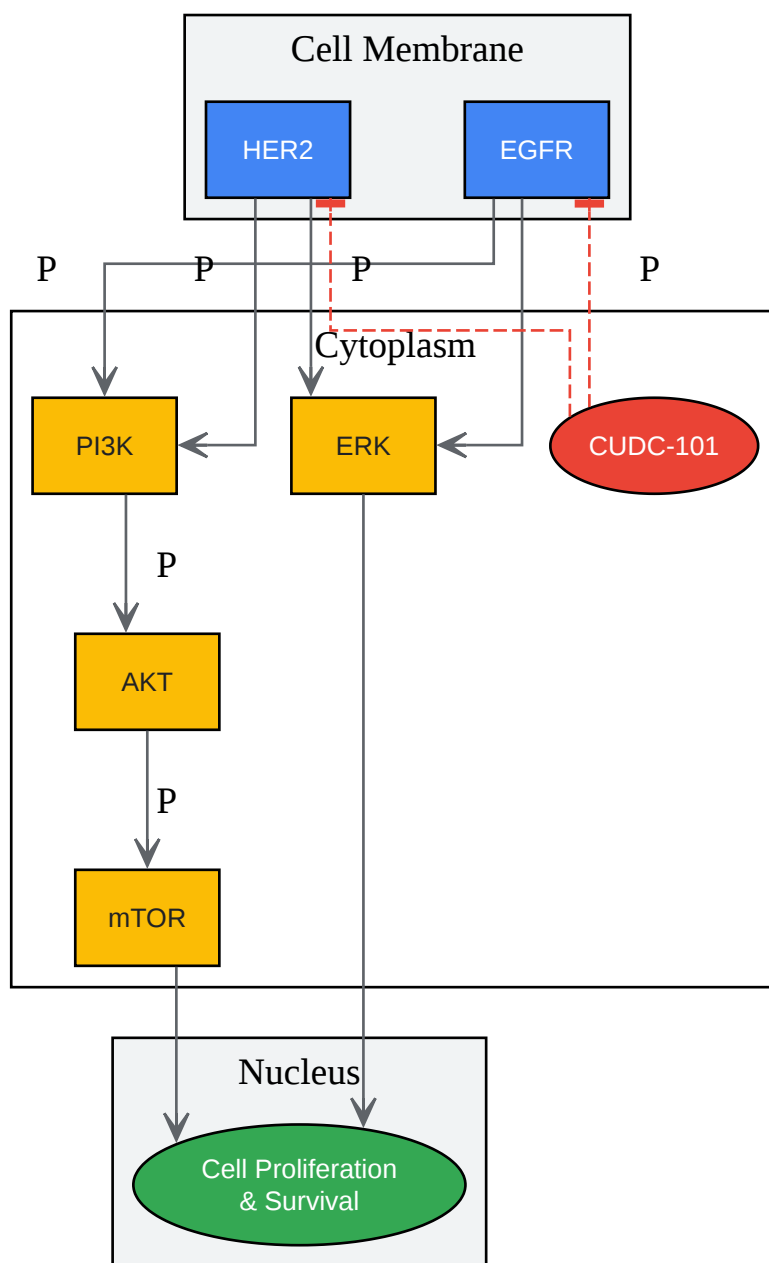 Cell Membrane
HER2
EGFR
P
P
P
P
Cytoplasm
PI3K
ERK
CUDC-101
P
AKT
P
mTOR
Nucleus
Cell Proliferation
& Survival